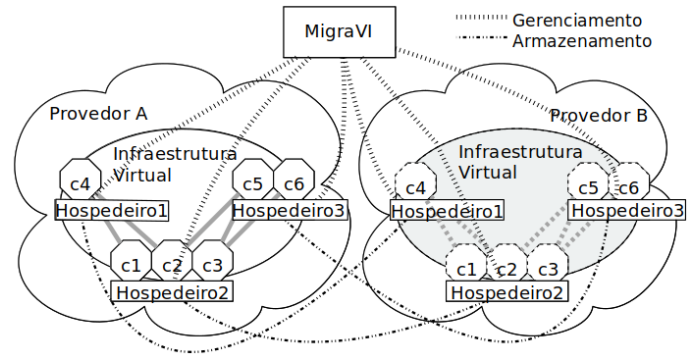 MigraVI
Gerenciamento
Armazenamento
Provedor A
Infraestrutura
Virtual
c4
c5
c6
Hospedeiro1
Hospedeiro3
c1
c2
c3
Hospedeiro2
Provedor B
Infraestrutura
Virtual
c4
c5
c6
Hospedeiro1
Hospedeiro3
c1
c2
c3
Hospedeiro2